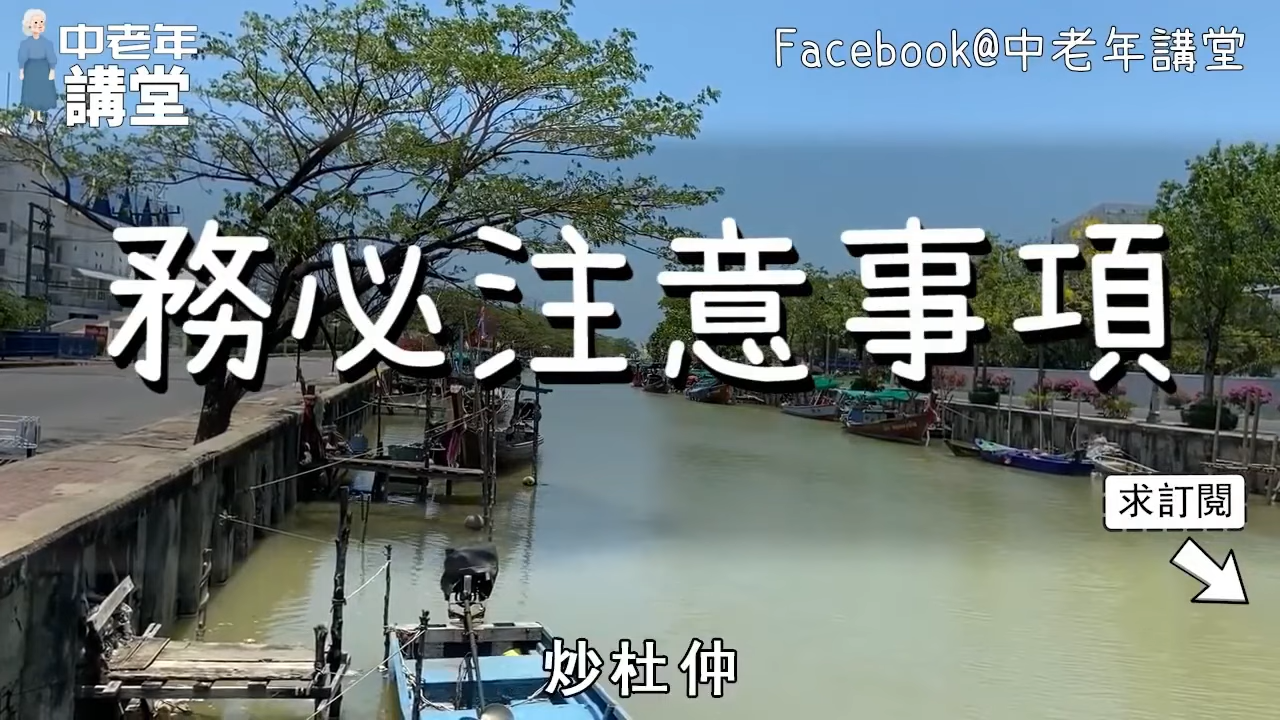 中老年
講堂
Facebook@中老年講堂
務必注意事項
求訂閱
炒杜仲